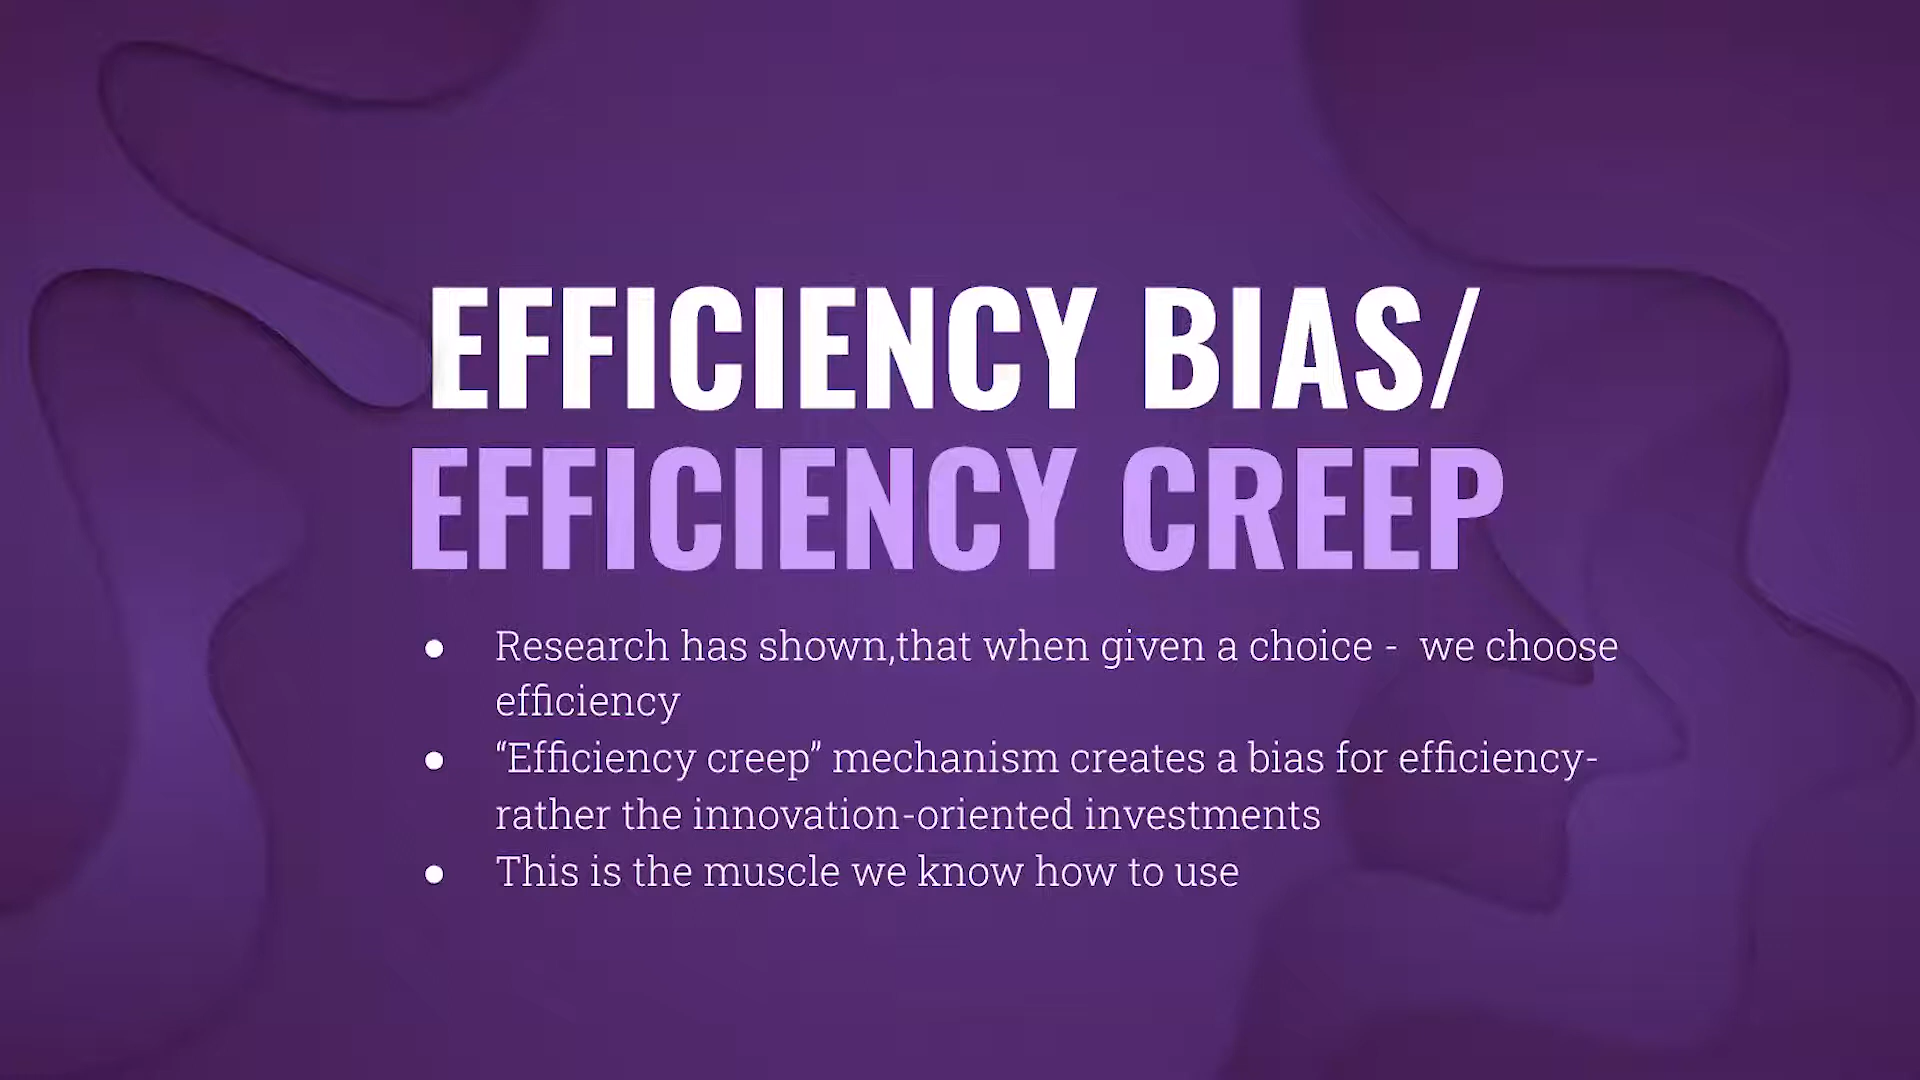 EFFICIENCY BIAS/
EFFICIENCY CREEP
● Research has shown,that when given a choice -  we choose
efficiency
● “Efficiency creep” mechanism creates a bias for efficiency-
rather the innovation-oriented investments
● This is the muscle we know how to use